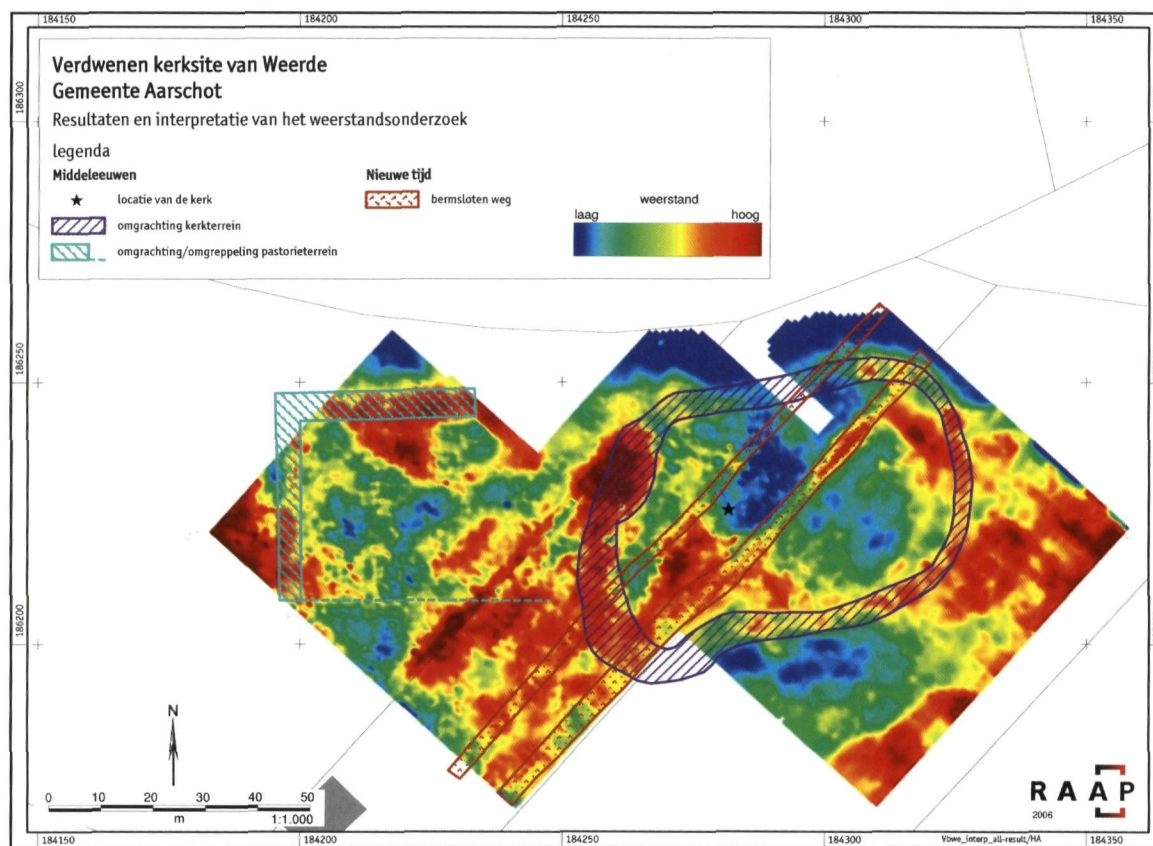 184150 184200 184250 184300 184350
Verdwenen kerksite van Weerde
Gemeente Aarschot
Resultaten en interpretatie van het weerstandsonderzoek
legenda
Middeleeuwen
locatie van de kerk
omgrachting kerkterrein
omgrachting/omgreppeling pastorieterrein
Nieuwe tijd
bermsloten weg
weerstand
laag hoog
186300 186300
186250 186250
186200 186200
N
0 10 20 30 40 50
m 1:1.000
RAAP
2006
Vbwe_interp_all-result/HA
184150 184200 184250 184300 184350